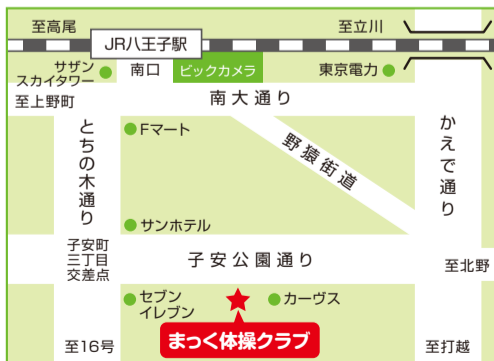 至高尾
至立川
JR八王子駅
サザン
スカイタワー
南口
ビックカメラ
東京電力
至上野町
南大通り
とちの木通り
Fマート
野猿街道
かえで通り
サンホテル
子安町
三丁目
交差点
子安公園通り
至北野
セブン
イレブン
カーヴス
まっく体操クラブ
至16号
至打越